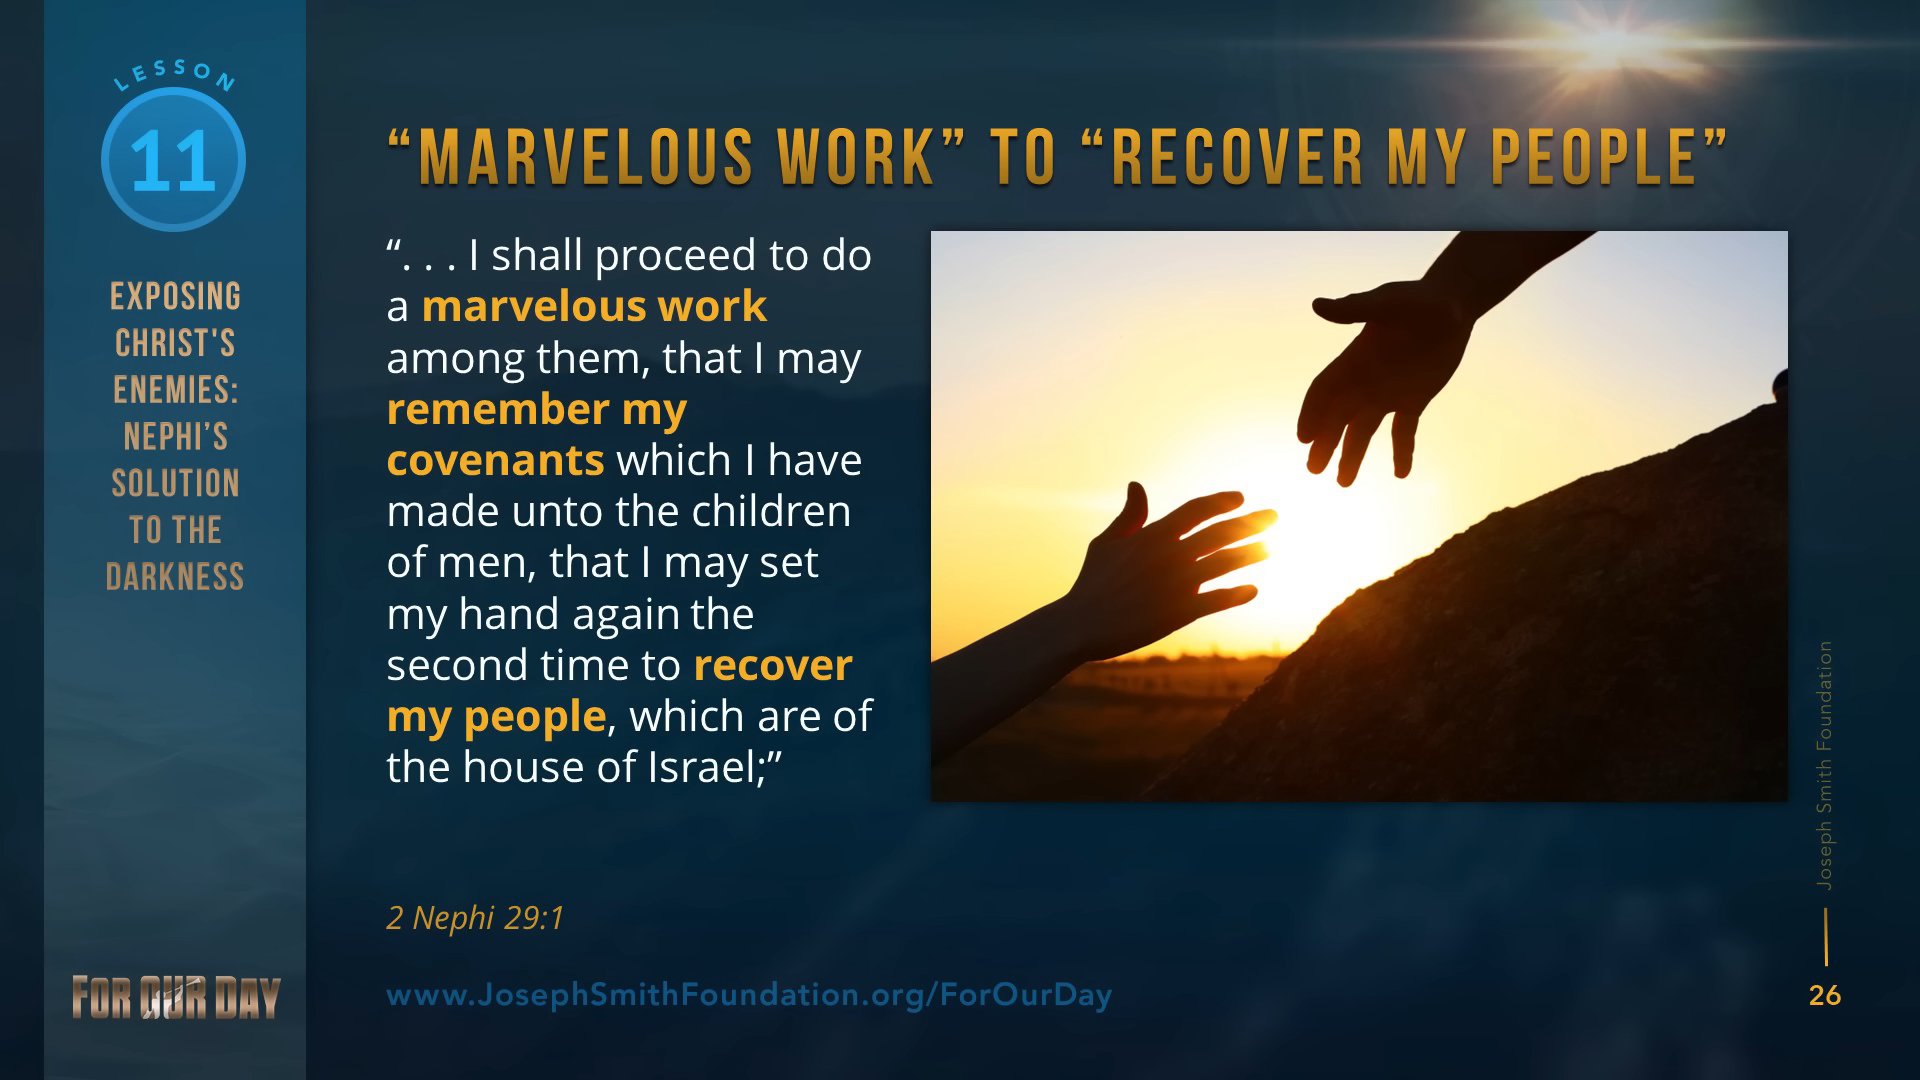 LESSON
11
EXPOSING
CHRIST'S
ENEMIES:
NEPHI’S
SOLUTION
TO THE
DARKNESS
FOR OUR DAY
“MARVELOUS WORK” TO “RECOVER MY PEOPLE”
“. . . I shall proceed to do
a marvelous work
among them, that I may
remember my
covenants which I have
made unto the children
of men, that I may set
my hand again the
second time to recover
my people, which are of
the house of Israel;”
2 Nephi 29:1
www.JosephSmithFoundation.org/ForOurDay
Joseph Smith Foundation
26